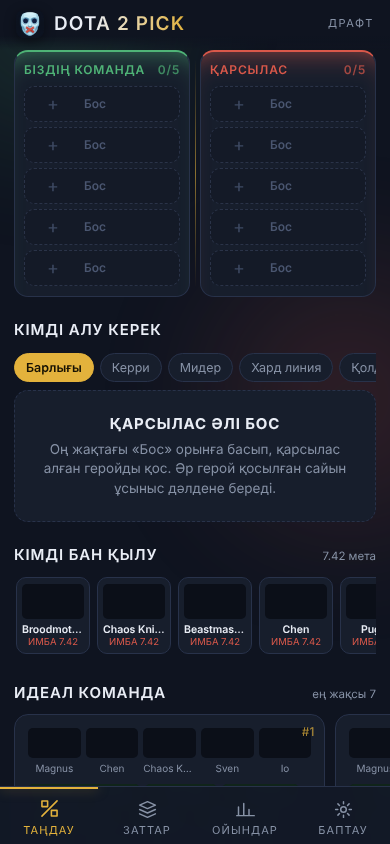 DOTA 2 PICK
ДРАФТ
БІЗДІҢ КОМАНДА 0/5
Бос
Бос
Бос
Бос
Бос
ҚАРСЫЛАС 0/5
Бос
Бос
Бос
Бос
Бос
КІМДІ АЛУ КЕРЕК
Барлығы Керри Мидер Хард линия Қолд
ҚАРСЫЛАС ӘЛІ БОС
Оң жақтағы «Бос» орынға басып, қарсылас
алған геройды қос. Әр герой қосылған сайын
ұсыныс дәлдене береді.
КІМДІ БАН ҚЫЛУ 7.42 мета
Broodmot... Chaos Kni... Beastmas... Chen Pu
ИМБА 7.42 ИМБА 7.42 ИМБА 7.42 ИМБА 7.42 ИМБ
ИДЕАЛ КОМАНДА ең жақсы 7
#1
Magnus Chen Chaos K... Sven Io Magnu
ТАҢДАУ ЗАТТАР ОЙЫНДАР БАПТАУ